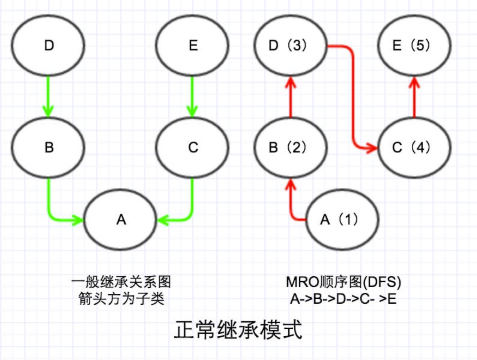 D
E
D（3）
E（5）
B
C
B（2）
C（4）
A
A（1）
一般继承关系图
箭头方为子类
MRO顺序图(DFS)
A->B->D->C- >E
正常继承模式